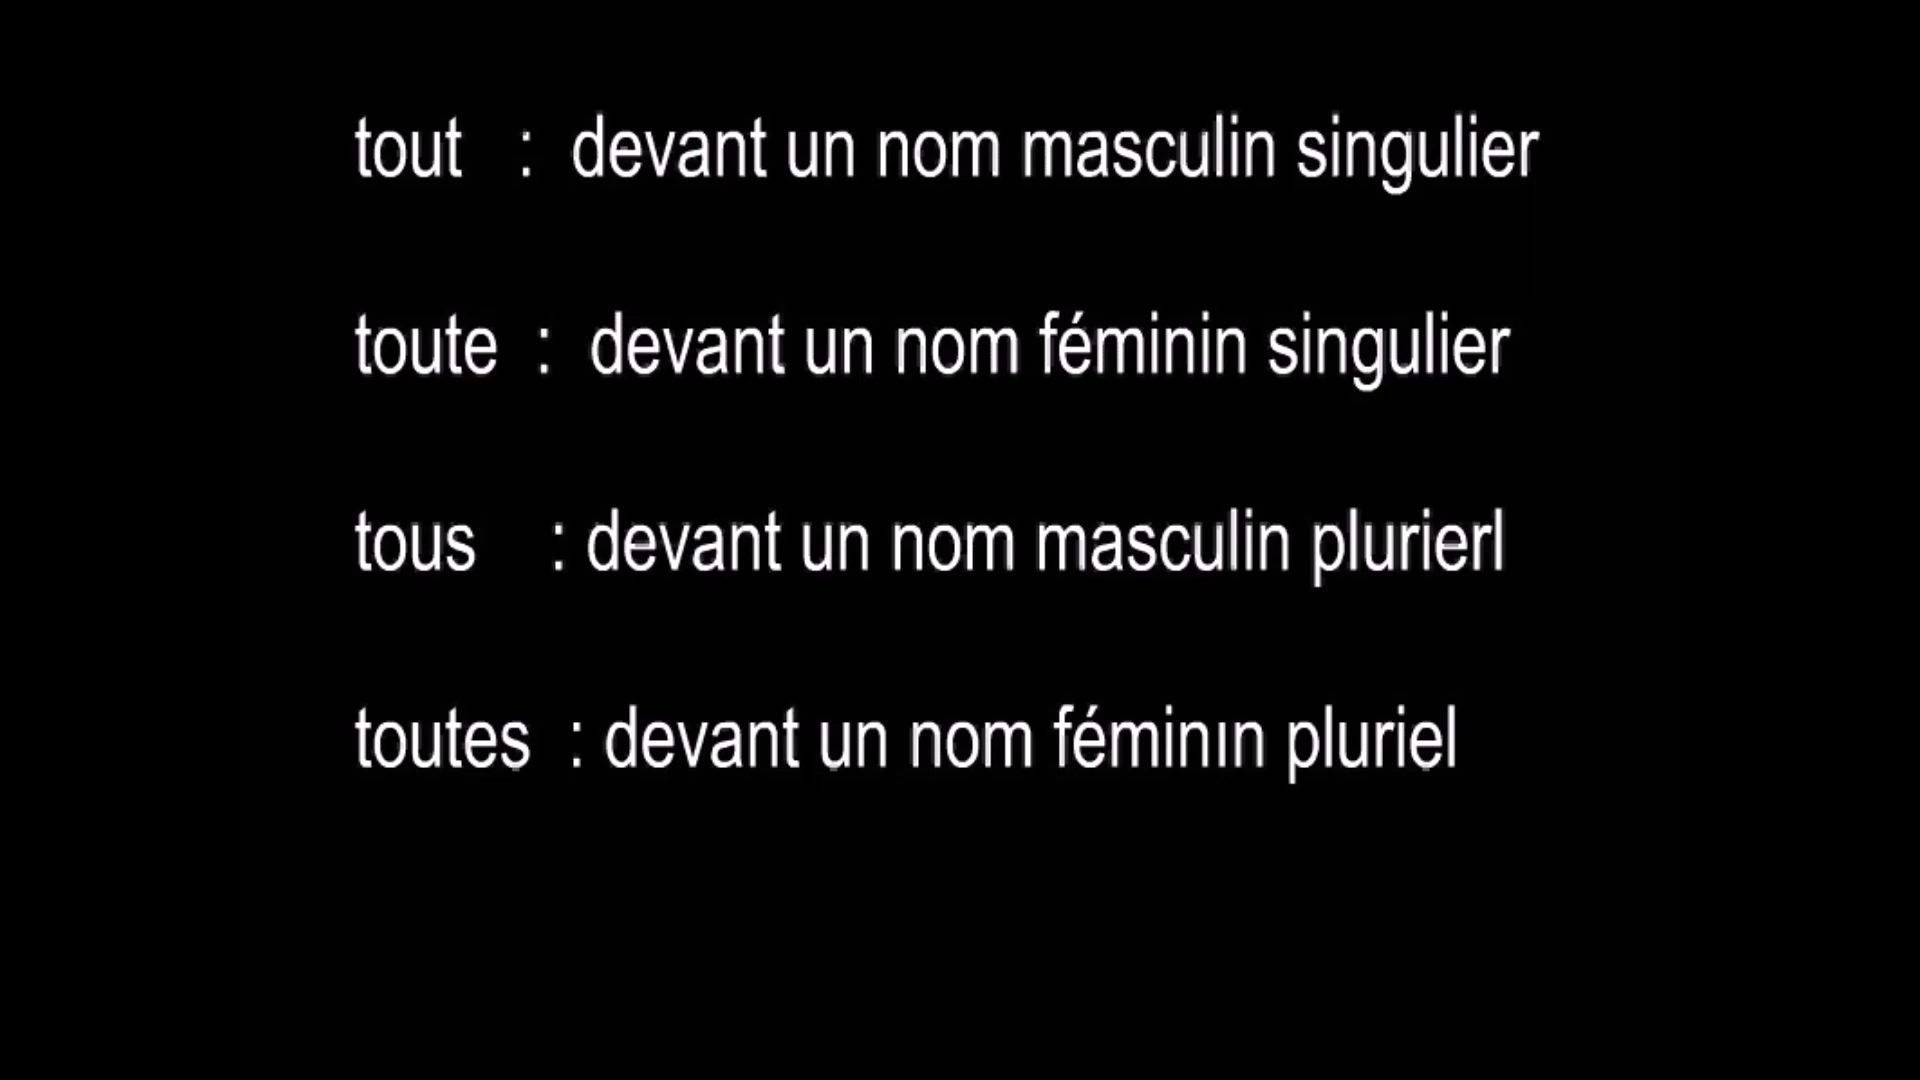 tout : devant un nom masculin singulier
toute : devant un nom féminin singulier
tous : devant un nom masculin plurierl
toutes : devant un nom féminın pluriel